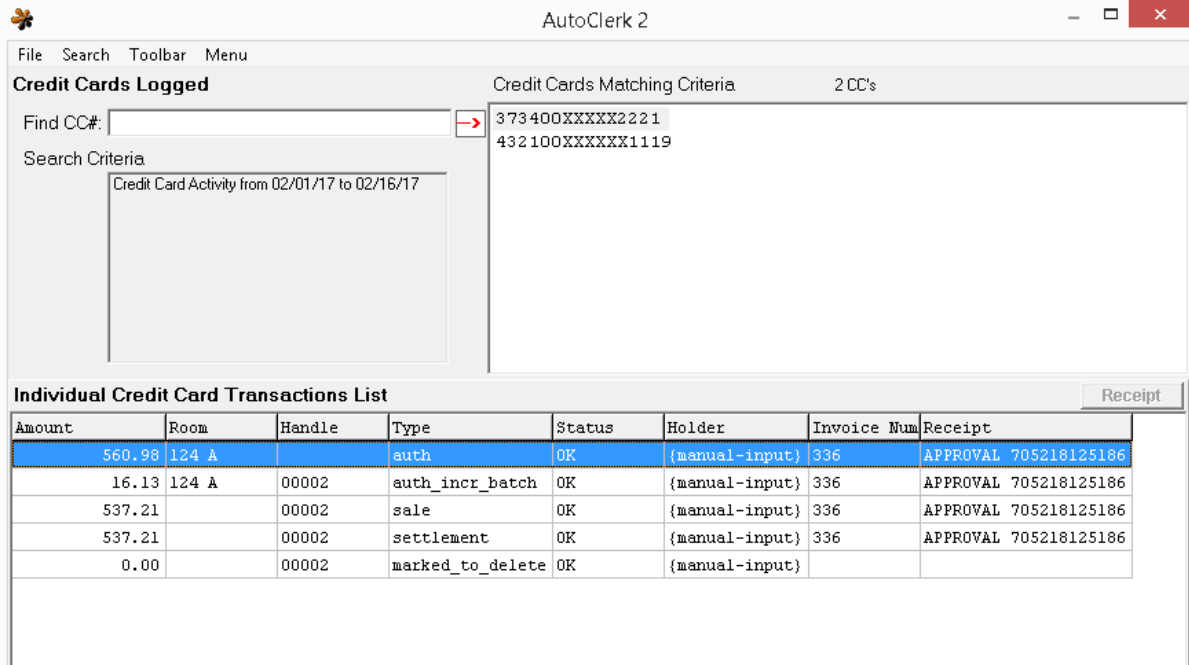 AutoClerk 2
File Search Toolbar Menu
Credit Cards Logged
Credit Cards Matching Criteria 2 CC's
Find CC#:
-->
373400XXXXX2221
432100XXXXXX1119
Search Criteria
Credit Card Activity from 02/01/17 to 02/16/17
Individual Credit Card Transactions List
Receipt
Amount Room Handle Type Status Holder Invoice Num Receipt
560.98 124 A auth OK {manual-input} 336 APPROVAL 705218125186
16.13 124 A 00002 auth_incr_batch OK {manual-input} 336 APPROVAL 705218125186
537.21 00002 sale OK {manual-input} 336 APPROVAL 705218125186
537.21 00002 settlement OK {manual-input} 336 APPROVAL 705218125186
0.00 00002 marked_to_delete OK {manual-input}